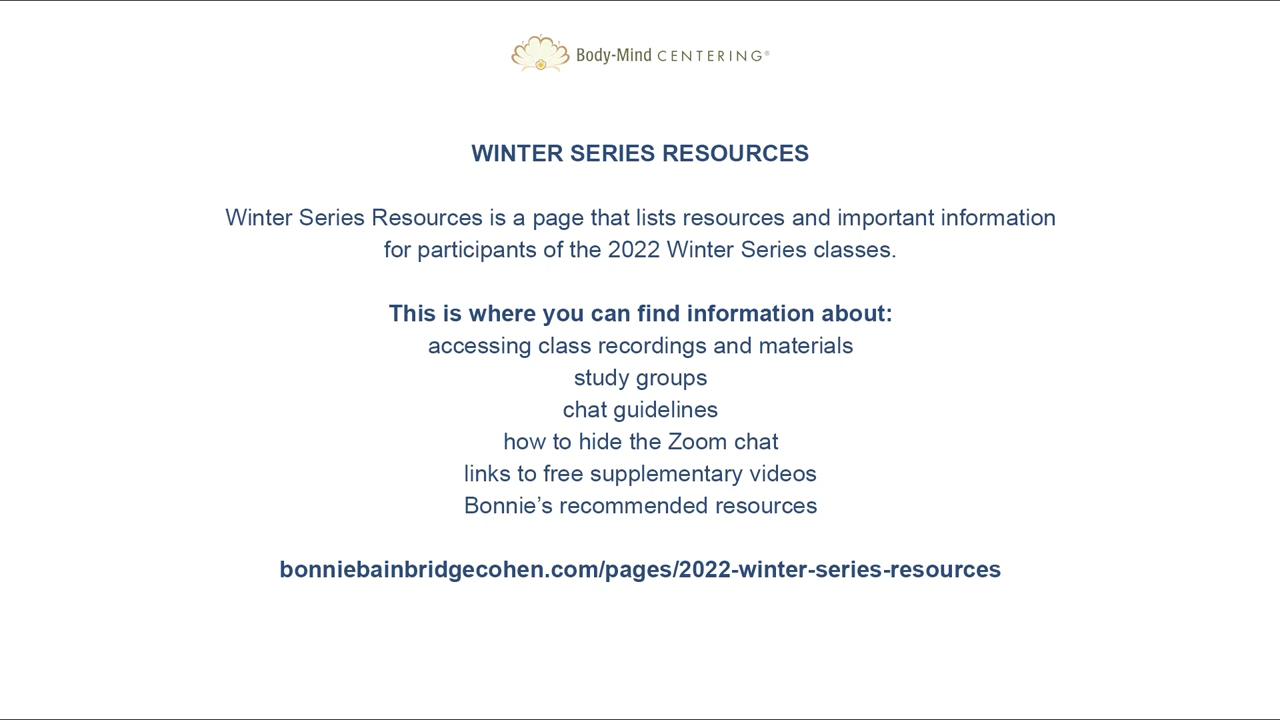 Body-Mind CENTERING®
WINTER SERIES RESOURCES
Winter Series Resources is a page that lists resources and important information
for participants of the 2022 Winter Series classes.
This is where you can find information about:
accessing class recordings and materials
study groups
chat guidelines
how to hide the Zoom chat
links to free supplementary videos
Bonnie’s recommended resources
bonniebainbridgecohen.com/pages/2022-winter-series-resources